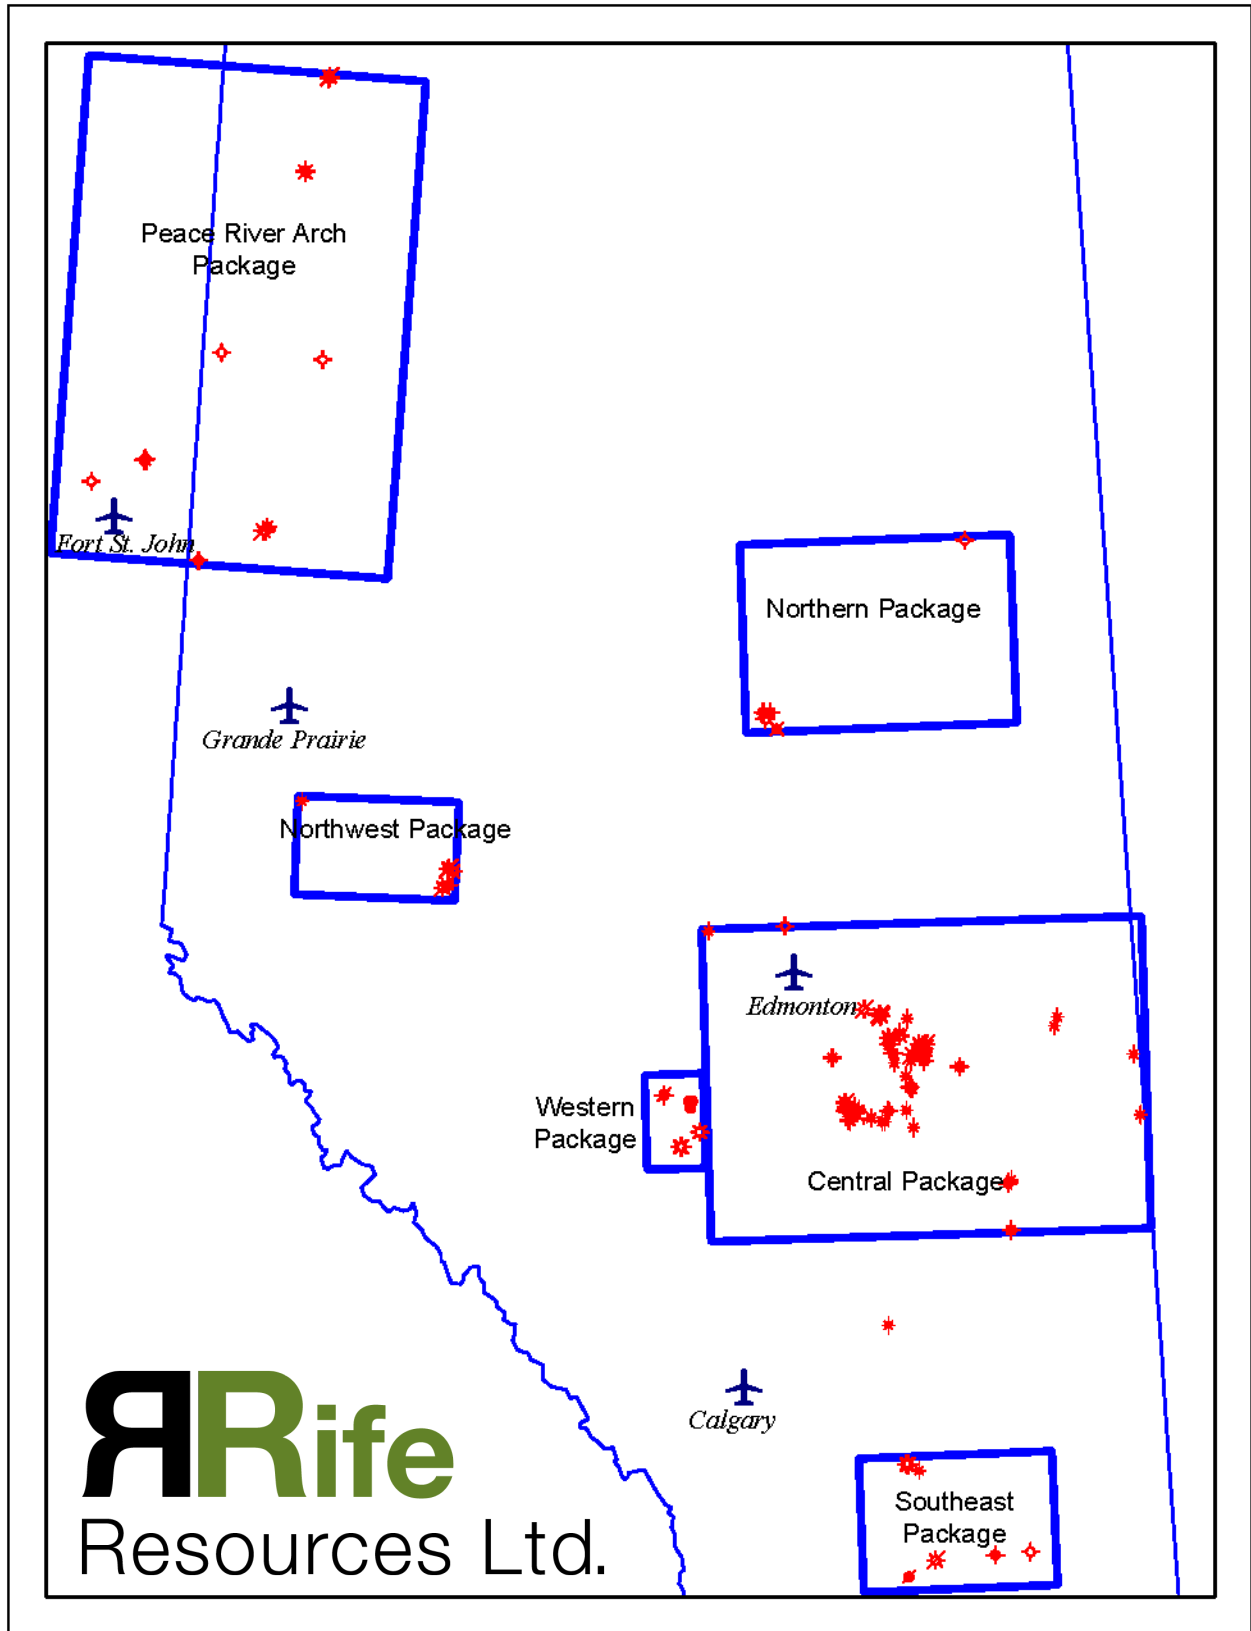 Peace River Arch
Package
Fort St. John
Northern Package
Grande Prairie
Northwest Package
Edmonton
Western
Package
Central Package
Calgary
RRife
Resources Ltd.
Southeast
Package